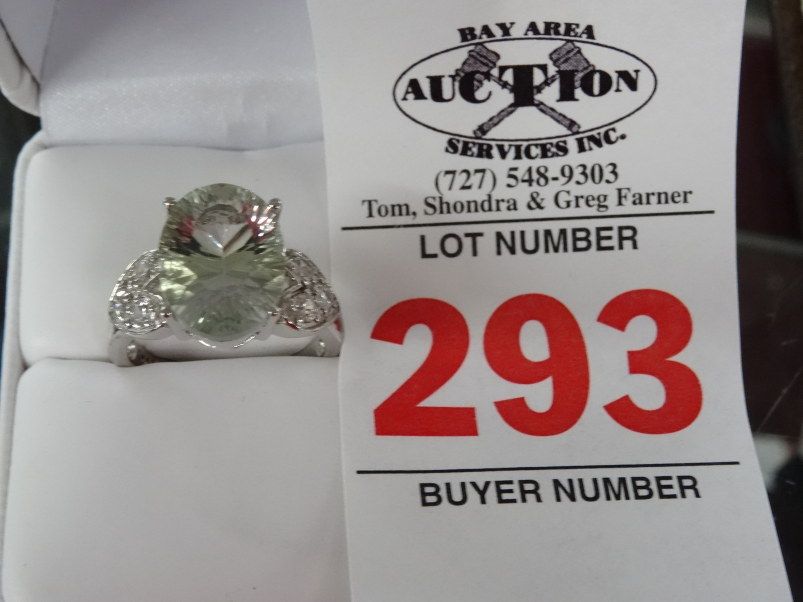 BAY AREA
AUCTION
SERVICES INC.
(727) 548-9303
Tom, Shondra & Greg Farner
LOT NUMBER
293
BUYER NUMBER